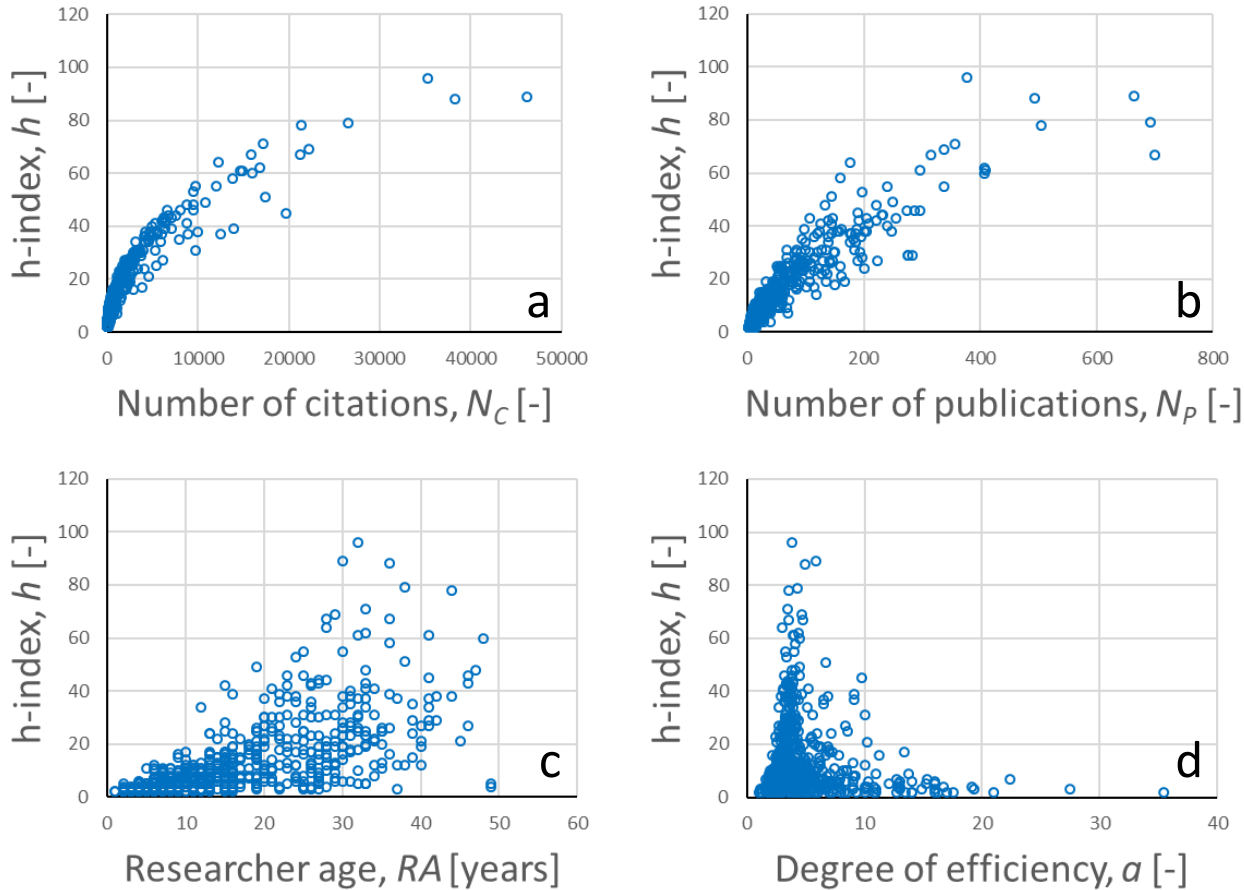 120
100
80
60
40
20
0
h-index, h [-]
0 10000 20000 30000 40000 50000
Number of citations, N_C [-]
a
120
100
80
60
40
20
0
h-index, h [-]
0 200 400 600 800
Number of publications, N_P [-]
b
120
100
80
60
40
20
0
h-index, h [-]
0 10 20 30 40 50 60
Researcher age, RA [years]
c
120
100
80
60
40
20
0
h-index, h [-]
0 10 20 30 40
Degree of efficiency, a [-]
d